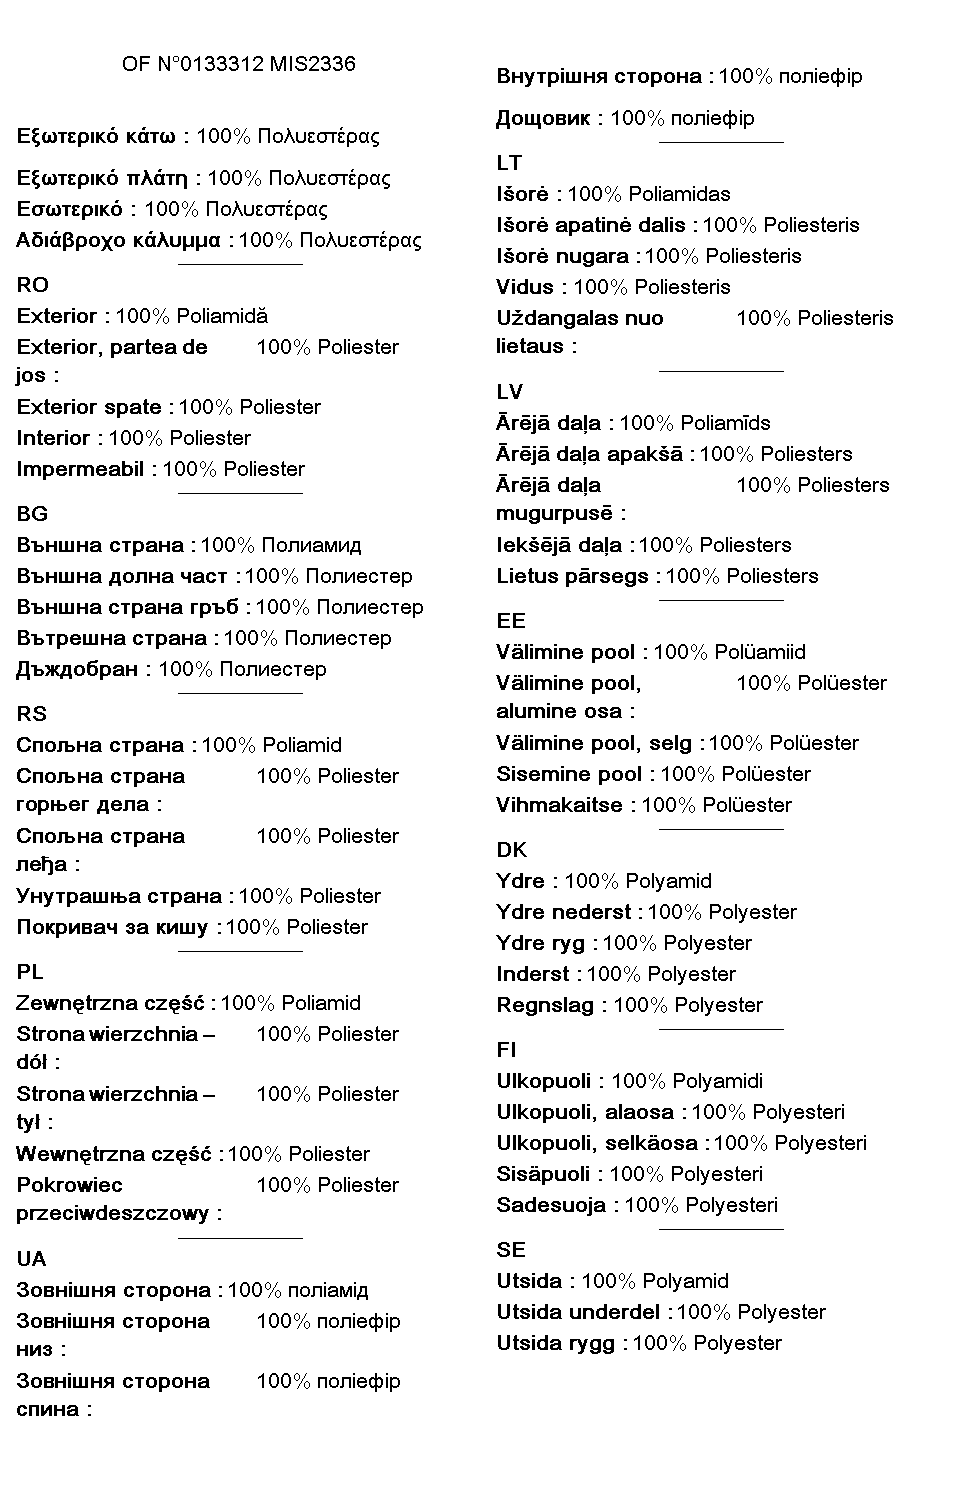 OF N°0133312 MIS2336
Εξωτερικό κάτω : 100% Πολυεστέρας
Εξωτερικό πλάτη : 100% Πολυεστέρας
Εσωτερικό : 100% Πολυεστέρας
Αδιάβροχο κάλυμμα : 100% Πολυεστέρας
RO
Exterior : 100% Poliamidă
Exterior, partea de 100% Poliester
jos :
Exterior spate : 100% Poliester
Interior : 100% Poliester
Impermeabil : 100% Poliester
BG
Външна страна : 100% Полиамид
Външна долна част : 100% Полиестер
Външна страна гръб : 100% Полиестер
Вътрешна страна : 100% Полиестер
Дъждобран : 100% Полиестер
RS
Спољна страна : 100% Poliamid
Спољна страна 100% Poliester
горњег дела :
Спољна страна 100% Poliester
леђа :
Унутрашња страна : 100% Poliester
Покривач за кишу : 100% Poliester
PL
Zewnętrzna część : 100% Poliamid
Strona wierzchnia – 100% Poliester
dół :
Strona wierzchnia – 100% Poliester
tył :
Wewnętrzna część : 100% Poliester
Pokrowiec 100% Poliester
przeciwdeszczowy :
UA
Зовнішня сторона : 100% поліамід
Зовнішня сторона 100% поліефір
низ :
Зовнішня сторона 100% поліефір
спина :
Внутрішня сторона : 100% поліефір
Дощовик : 100% поліефір
LT
Išorė : 100% Poliamidas
Išorė apatinė dalis : 100% Poliesteris
Išorė nugara : 100% Poliesteris
Vidus : 100% Poliesteris
Uždangalas nuo 100% Poliesteris
lietaus :
LV
Ārējā daļa : 100% Poliamīds
Ārējā daļa apakšā : 100% Poliesters
Ārējā daļa 100% Poliesters
mugurpusē :
Iekšējā daļa : 100% Poliesters
Lietus pārsegs : 100% Poliesters
EE
Välimine pool : 100% Polüamiid
Välimine pool, 100% Polüester
alumine osa :
Välimine pool, selg : 100% Polüester
Sisemine pool : 100% Polüester
Vihmakaitse : 100% Polüester
DK
Ydre : 100% Polyamid
Ydre nederst : 100% Polyester
Ydre ryg : 100% Polyester
Inderst : 100% Polyester
Regnslag : 100% Polyester
FI
Ulkopuoli : 100% Polyamidi
Ulkopuoli, alaosa : 100% Polyesteri
Ulkopuoli, selkäosa : 100% Polyesteri
Sisäpuoli : 100% Polyesteri
Sadesuoja : 100% Polyesteri
SE
Utsida : 100% Polyamid
Utsida underdel : 100% Polyester
Utsida rygg : 100% Polyester